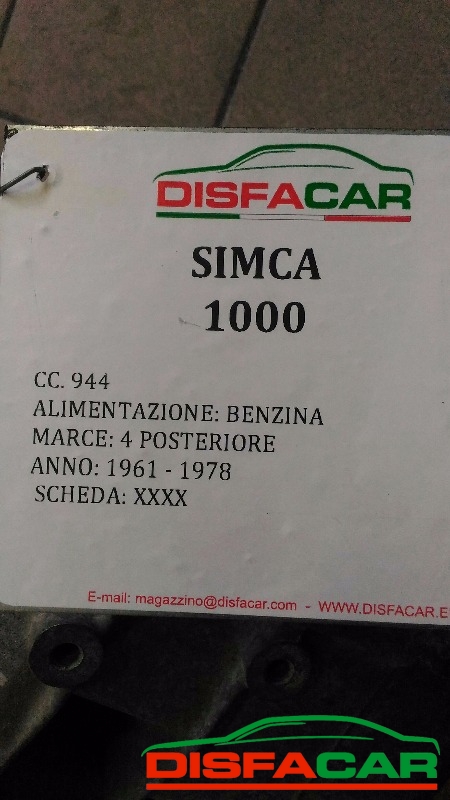 DISFACAR
SIMCA
1000
CC. 944
ALIMENTAZIONE: BENZINA
MARCE: 4 POSTERIORE
ANNO: 1961 - 1978
SCHEDA: XXXX
E-mail: magazzino@disfacar.com - WWW.DISFACAR.E
DISFACAR